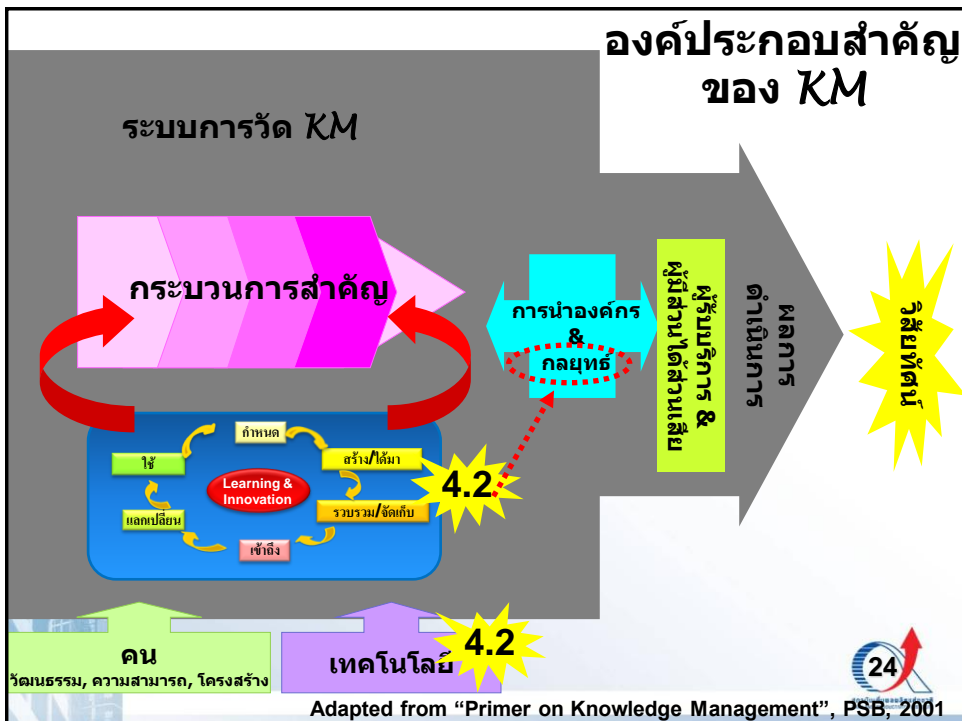 องค์ประกอบสำคัญ
ของ KM
ระบบการวัด KM
กระบวนการสำคัญ
การนำองค์กร
&
กลยุทธ์
ผู้รับบริการ &
ผู้มีส่วนได้ส่วนเสีย
ผลการ
ดำเนินการ
วิสัยทัศน์
กำหนด
สร้าง/ได้มา
รวบรวม/จัดเก็บ
เข้าถึง
แลกเปลี่ยน
ใช้
Learning &
Innovation
4.2
คน
วัฒนธรรม, ความสามารถ, โครงสร้าง
เทคโนโลยี
4.2
24
Adapted from “Primer on Knowledge Management”, PSB, 2001